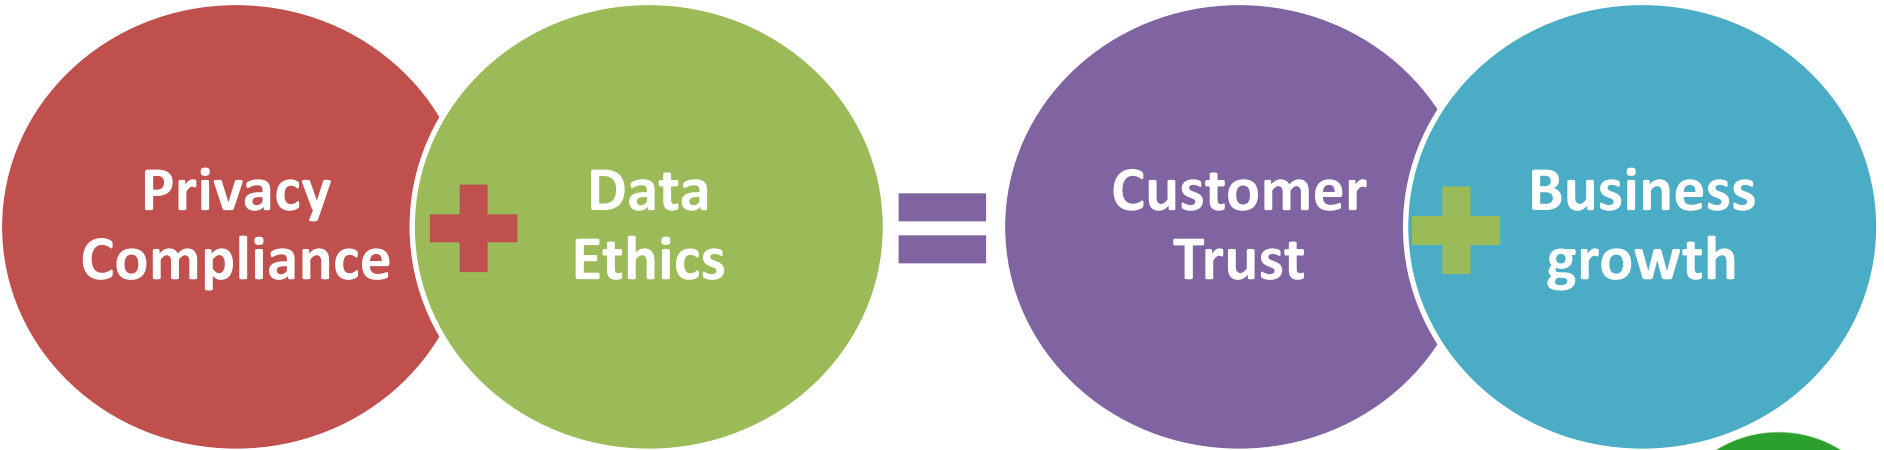 Privacy
Compliance
Data
Ethics
Customer
Trust
Business
growth